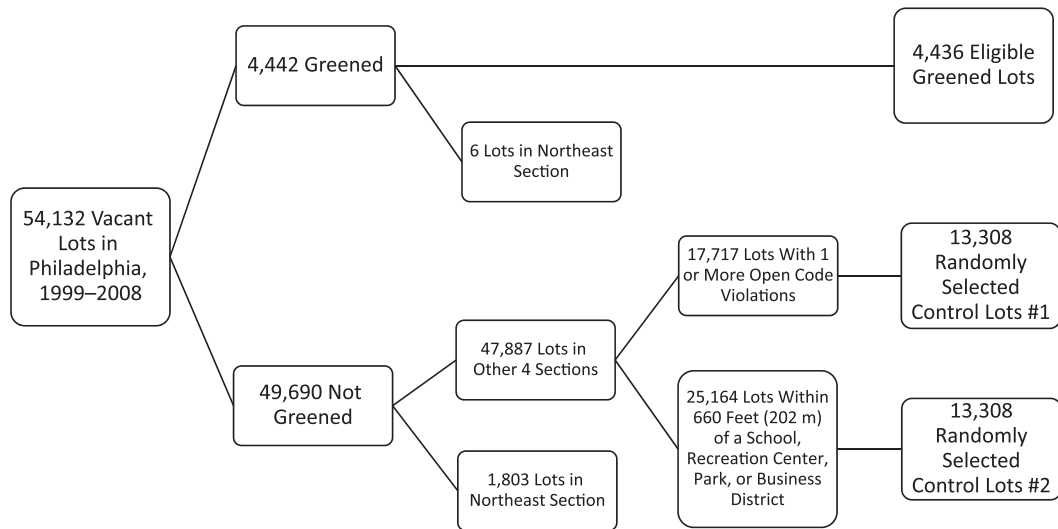 4,442 Greened
4,436 Eligible
Greened Lots
6 Lots in Northeast
Section
54,132 Vacant
Lots in
Philadelphia,
1999–2008
17,717 Lots With 1
or More Open Code
Violations
13,308
Randomly
Selected
Control Lots #1
47,887 Lots in
Other 4 Sections
49,690 Not
Greened
25,164 Lots Within
660 Feet (202 m)
of a School,
Recreation Center,
Park, or Business
District
13,308
Randomly
Selected
Control Lots #2
1,803 Lots in
Northeast Section